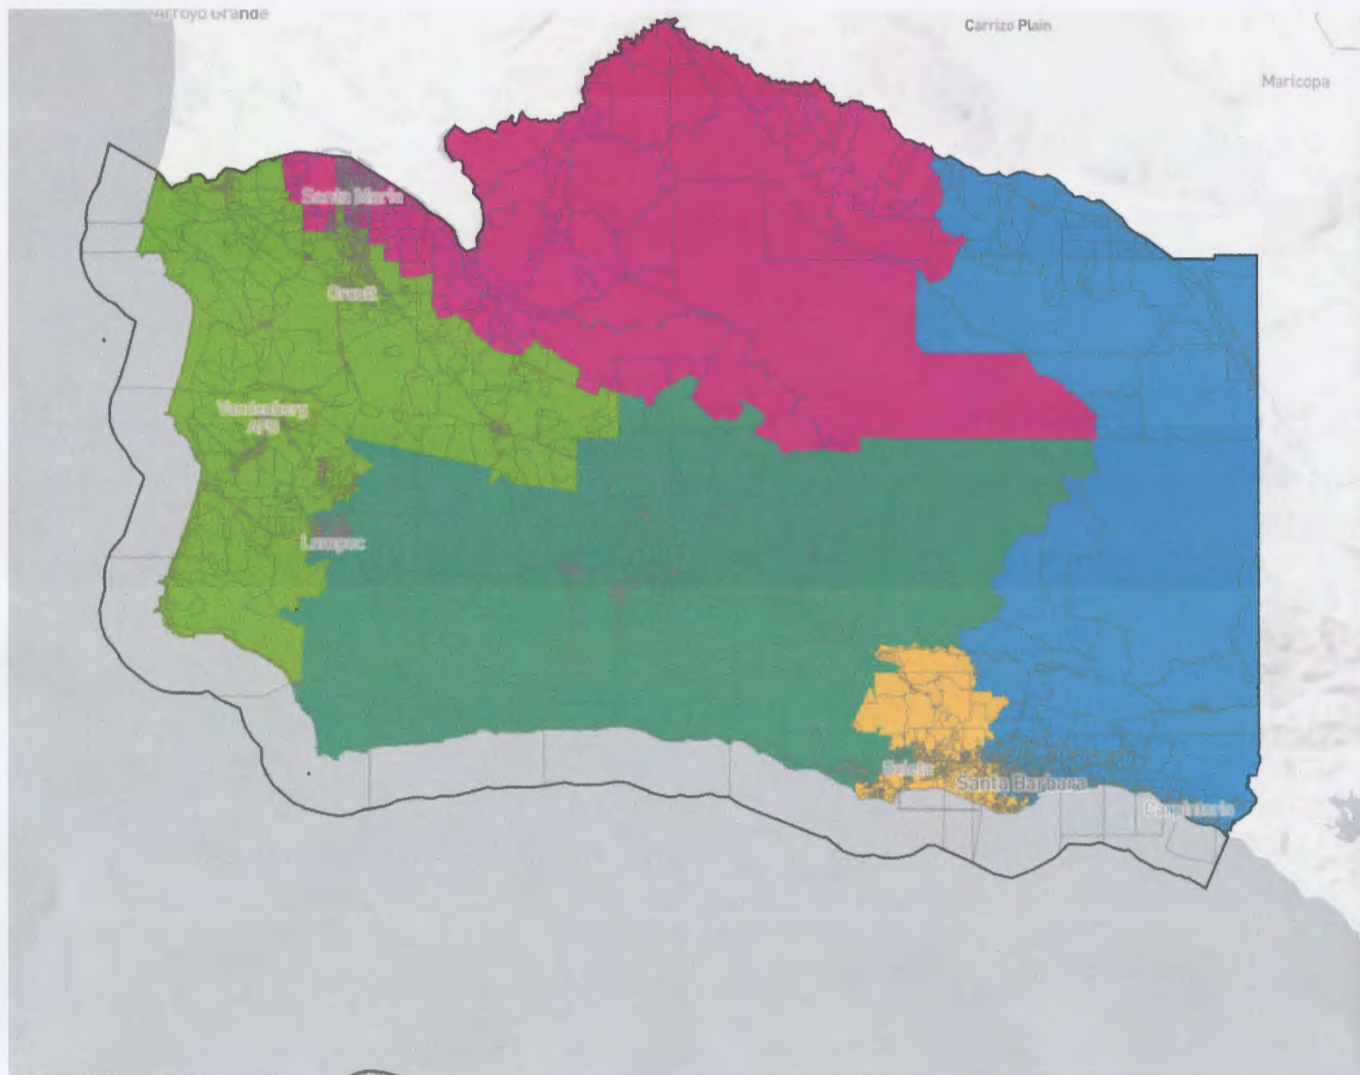 Arroyo Grande
Carrizo Plain
Maricopa
Santa Maria
Orcutt
Vandenberg
AFB
Lompoc
Goleta
Santa Barbara
Carpinteria